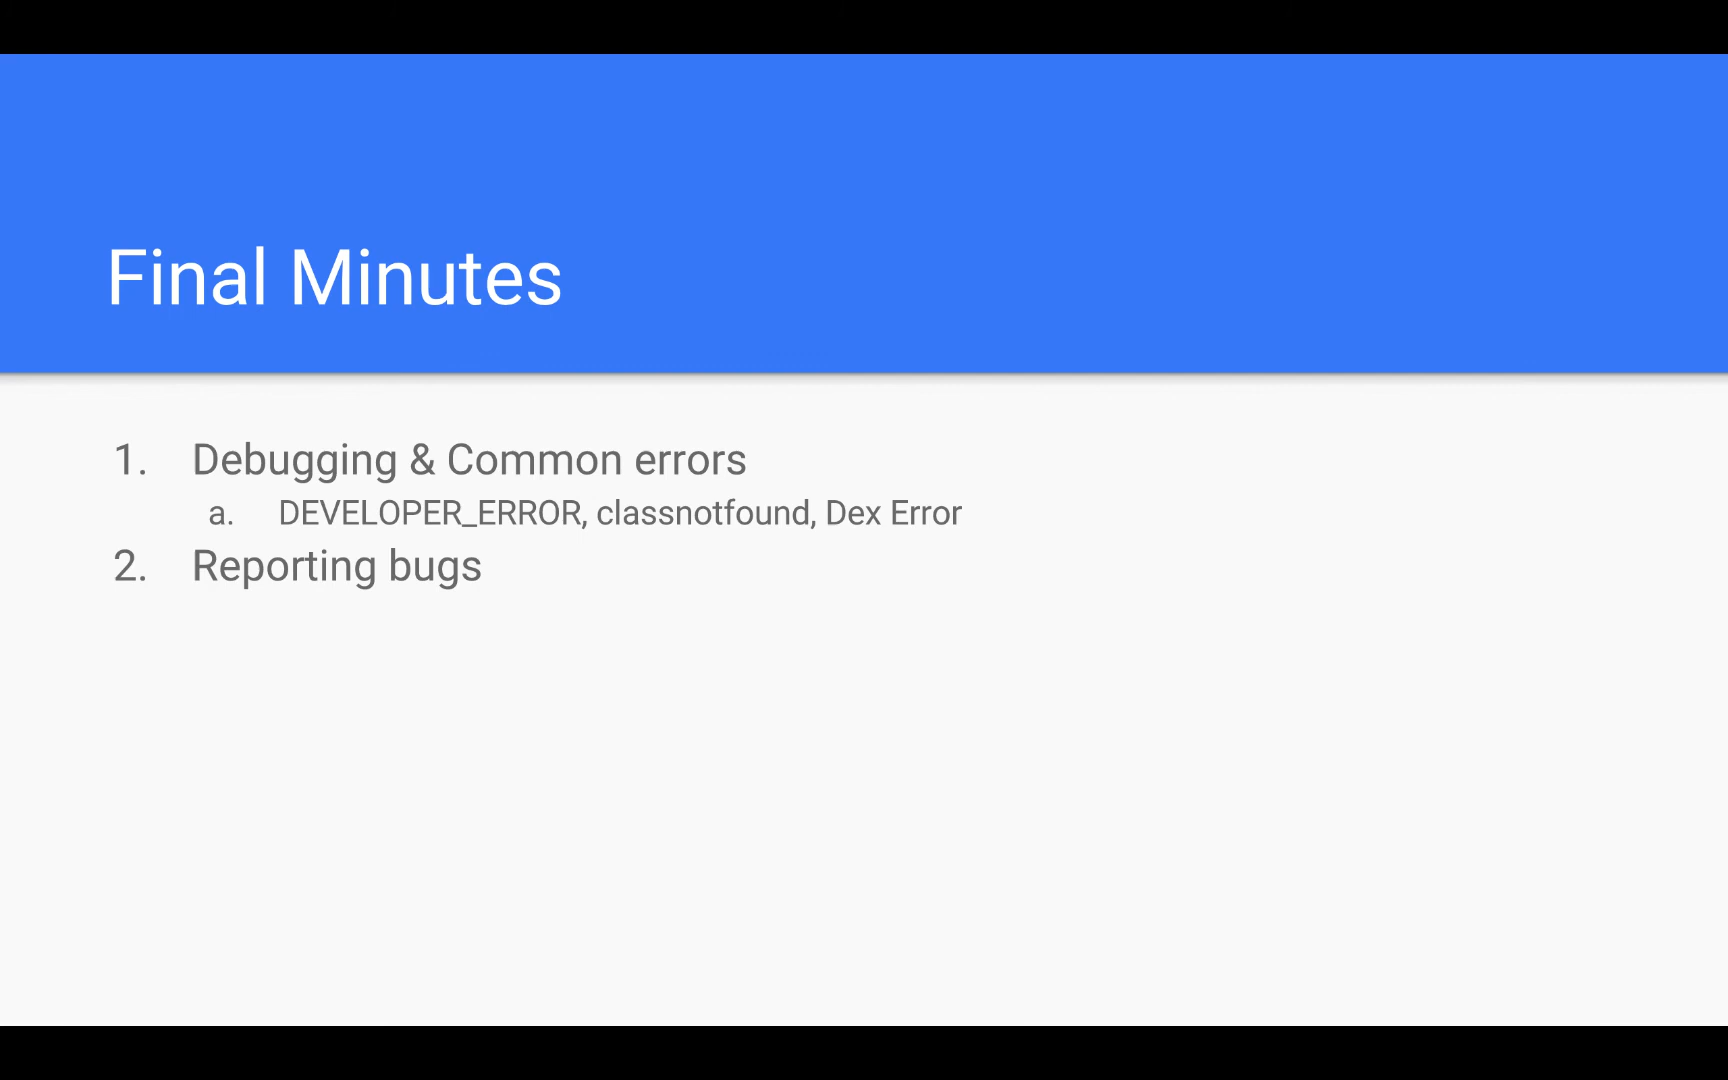 Final Minutes
1. Debugging & Common errors
a. DEVELOPER_ERROR, classnotfound, Dex Error
2. Reporting bugs